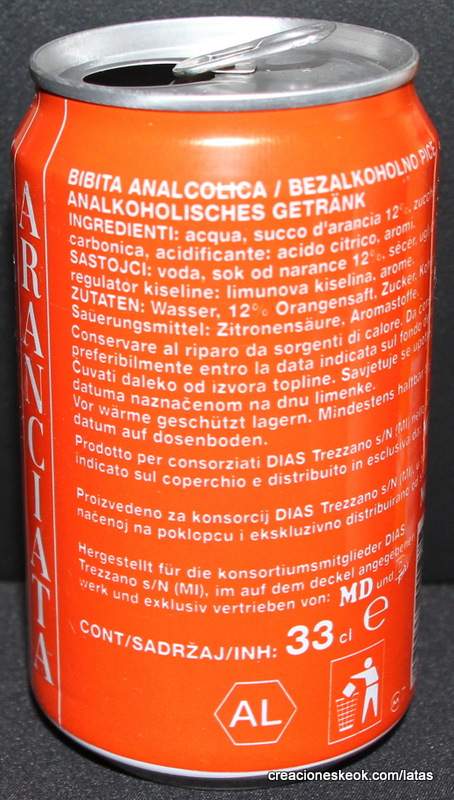 ARANCIATA
BIBITA ANALCOLICA / BEZALKOHOLNO PIĆE
ANALKOHOLISCHES GETRÄNK
INGREDIENTI: acqua, succo d'arancia 12%,
carbonica, acidificante: acido citrico, aromi.
SASTOJCI: voda, sok od narance 12%, šećer,
regulator kiseline: limunova kiselina, arome.
ZUTATEN: Wasser, 12% Orangensaft, Zucker,
Saüerungsmittel: Zitronensäure, Aromastoffe.
Conservare al riparo da sorgenti di calore. Da
preferibilmente entro la data indicata sul fondo
Čuvati daleko od izvora topline. Savjetuje se
datuma naznačenom na dnu limenke.
Vor wärme geschützt lagern. Mindestens haltbar
datum auf dosenboden.
Prodotto per consorziati DIAS Trezzano s/N (MI)
indicato sul coperchio e distribuito in esclusiva da:
Proizvedeno za konsorcij DIAS Trezzano s/N (MI),
načenoj na poklopcu i ekskluzivno distribuirano od
Hergestellt für die konsortiumsmitglieder DIAS
Trezzano s/N (MI), im auf dem deckel angegebenen
werk und exklusiv vertrieben von: MD und
CONT/SADRŽAJ/INH: 33 cl e
AL
creacioneskeok.com/latas